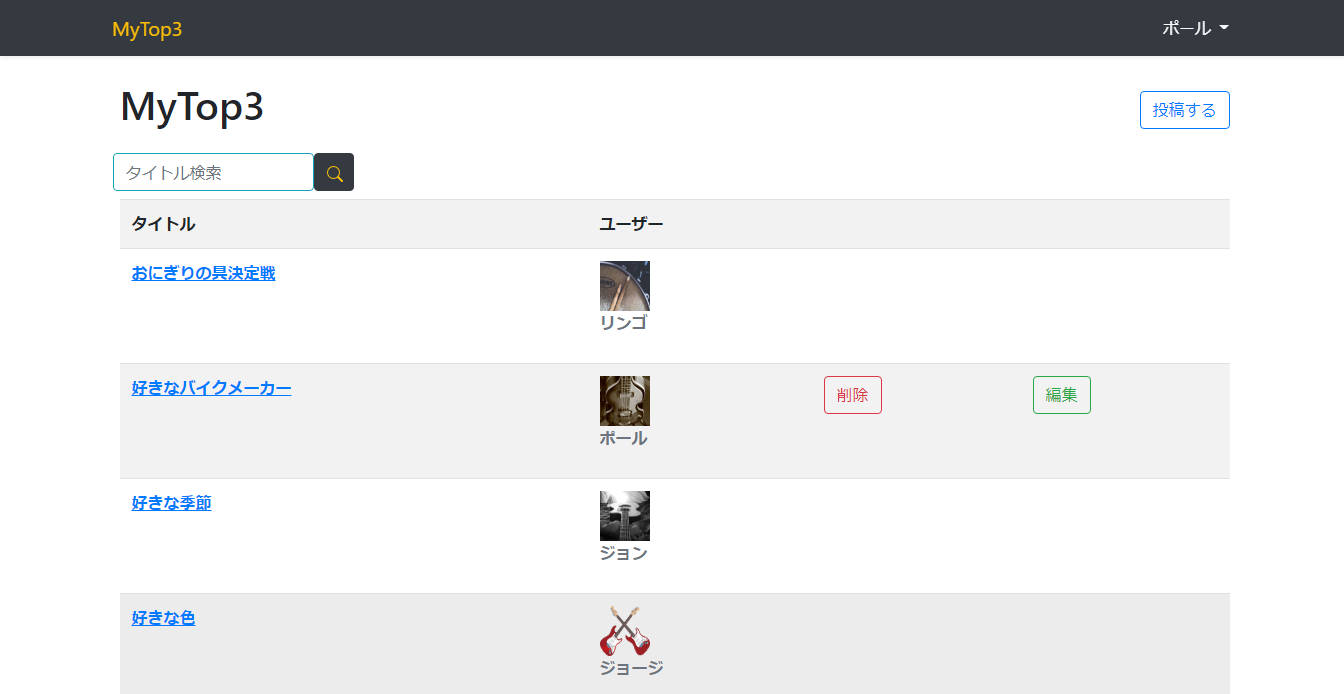 MyTop3
ポール
MyTop3
投稿する
タイトル検索
タイトル ユーザー
おにぎりの具決定戦
リンゴ
好きなバイクメーカー 削除 編集
ポール
好きな季節
ジョン
好きな色
ジョージ